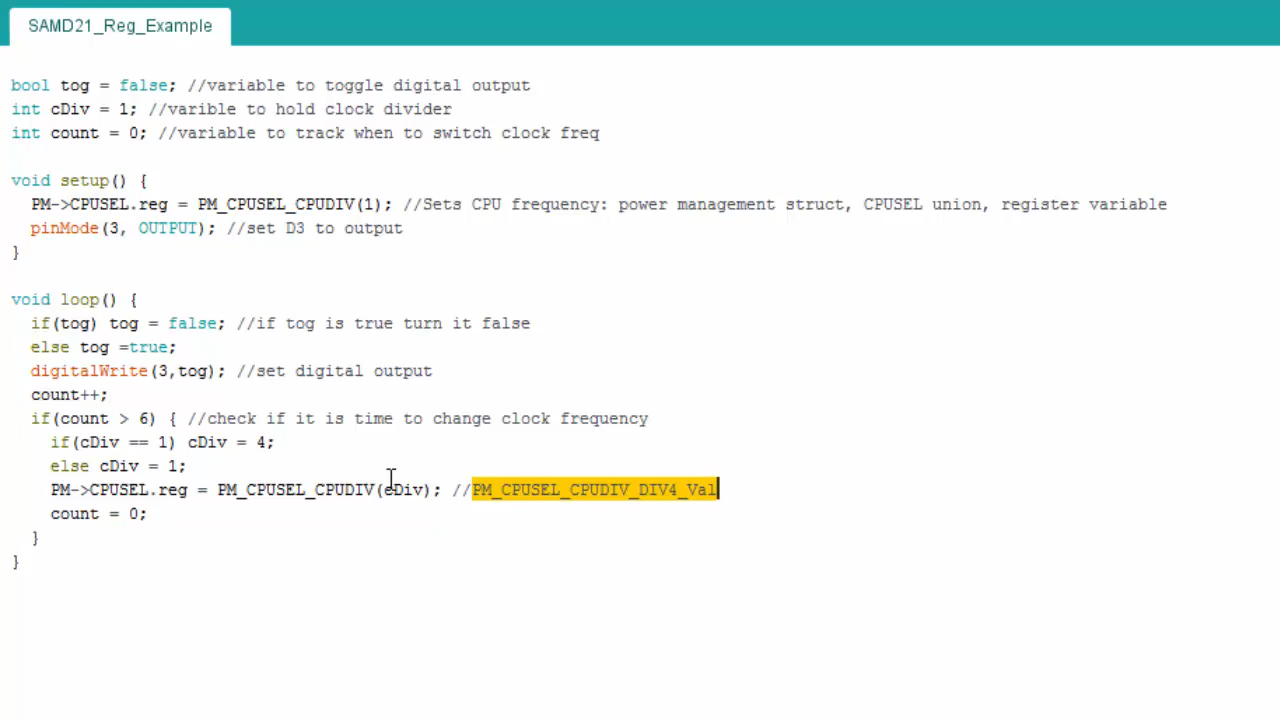 SAMD21_Reg_Example
bool tog = false; //variable to toggle digital output
int cDiv = 1; //varible to hold clock divider
int count = 0; //variable to track when to switch clock freq
void setup() {
PM->CPUSEL.reg = PM_CPUSEL_CPUDIV(1); //Sets CPU frequency: power management struct, CPUSEL union, register variable
pinMode(3, OUTPUT); //set D3 to output
}
void loop() {
if(tog) tog = false; //if tog is true turn it false
else tog =true;
digitalWrite(3,tog); //set digital output
count++;
if(count > 6) { //check if it is time to change clock frequency
if(cDiv == 1) cDiv = 4;
else cDiv = 1;
PM->CPUSEL.reg = PM_CPUSEL_CPUDIV(cDiv); //PM_CPUSEL_CPUDIV_DIV4_Val
count = 0;
}
}